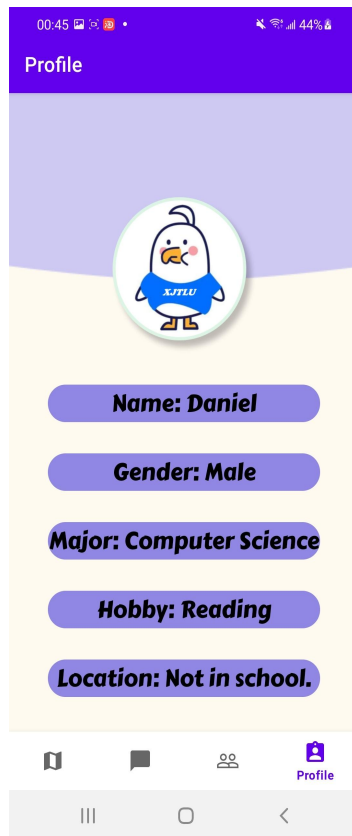 00:45 44%
Profile
XJTLU
Name: Daniel
Gender: Male
Major: Computer Science
Hobby: Reading
Location: Not in school.
Profile